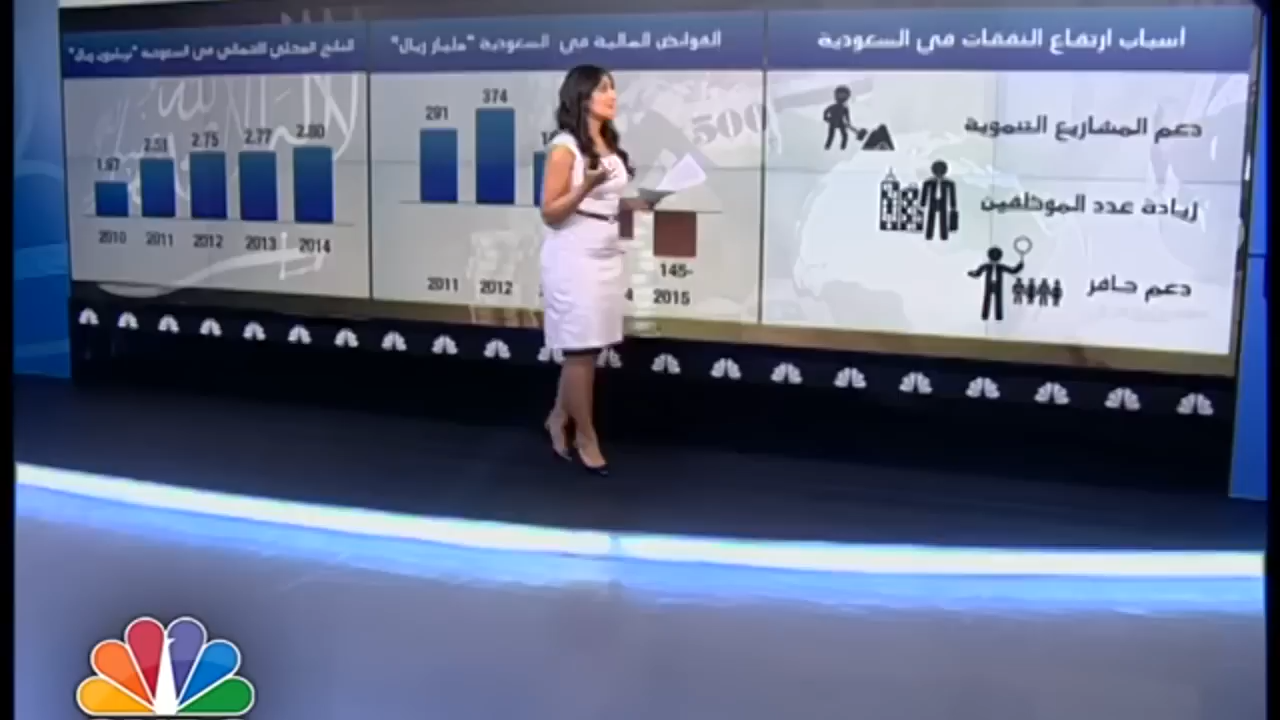 أسباب ارتفاع النفقات في السعودية
دعم المشاريع التنموية
زيادة عدد الموظفين
دعم حافز
الفوائض المالية في السعودية "مليار ريال"
291
374
145-
2011
2012
2015
الناتج المحلي الاجمالي في السعودية "تريليون ريال"
1.97
2.51
2.75
2.77
2.80
2010
2011
2012
2013
2014
500